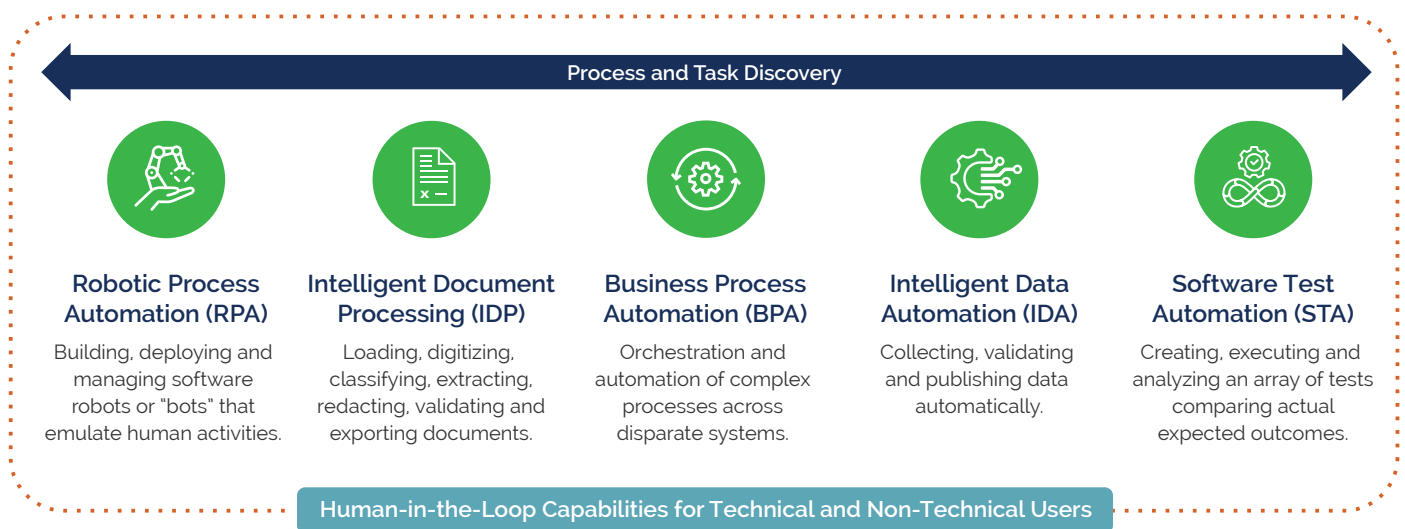 Process and Task Discovery
Robotic Process
Automation (RPA)
Building, deploying and
managing software
robots or “bots” that
emulate human activities.
Intelligent Document
Processing (IDP)
Loading, digitizing,
classifying, extracting,
redacting, validating and
exporting documents.
Business Process
Automation (BPA)
Orchestration and
automation of complex
processes across
disparate systems.
Intelligent Data
Automation (IDA)
Collecting, validating
and publishing data
automatically.
Software Test
Automation (STA)
Creating, executing and
analyzing an array of tests
comparing actual
expected outcomes.
Human-in-the-Loop Capabilities for Technical and Non-Technical Users